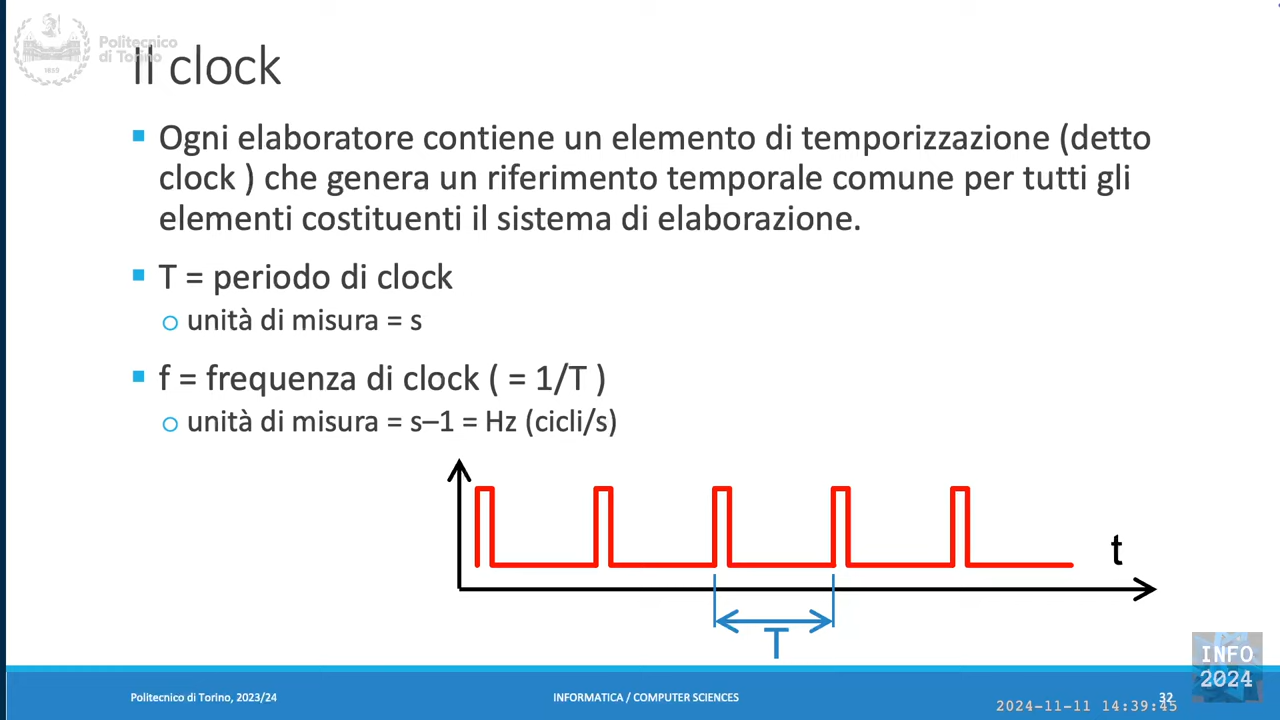 Politecnico
di Torino
1859
Il clock
Ogni elaboratore contiene un elemento di temporizzazione (detto
clock ) che genera un riferimento temporale comune per tutti gli
elementi costituenti il sistema di elaborazione.
T = periodo di clock
unità di misura = s
f = frequenza di clock ( = 1/T )
unità di misura = s–1 = Hz (cicli/s)
t
T
INFO
2024
Politecnico di Torino, 2023/24
INFORMATICA / COMPUTER SCIENCES
32
2024-11-11 14:39:45